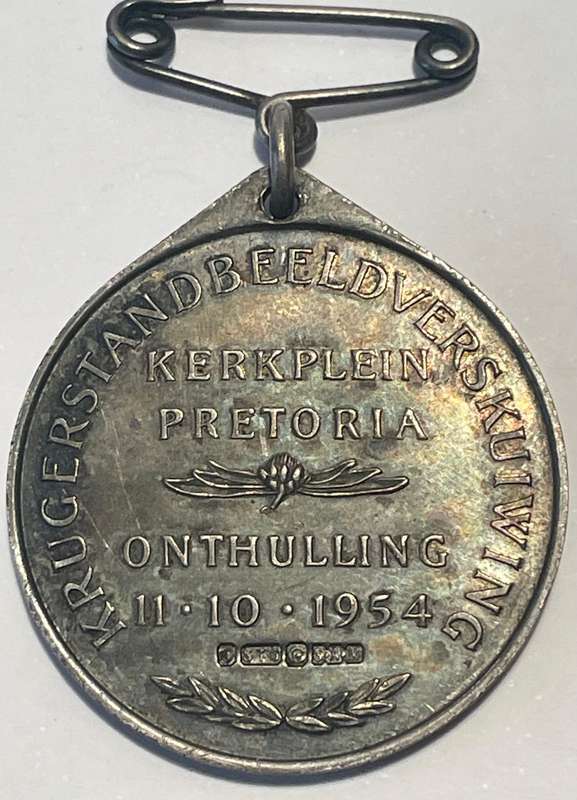 KRUGERSTANDBEELDVERSKUIWING
KERKPLEIN
PRETORIA
ONTHULLING
11 · 10 · 1954